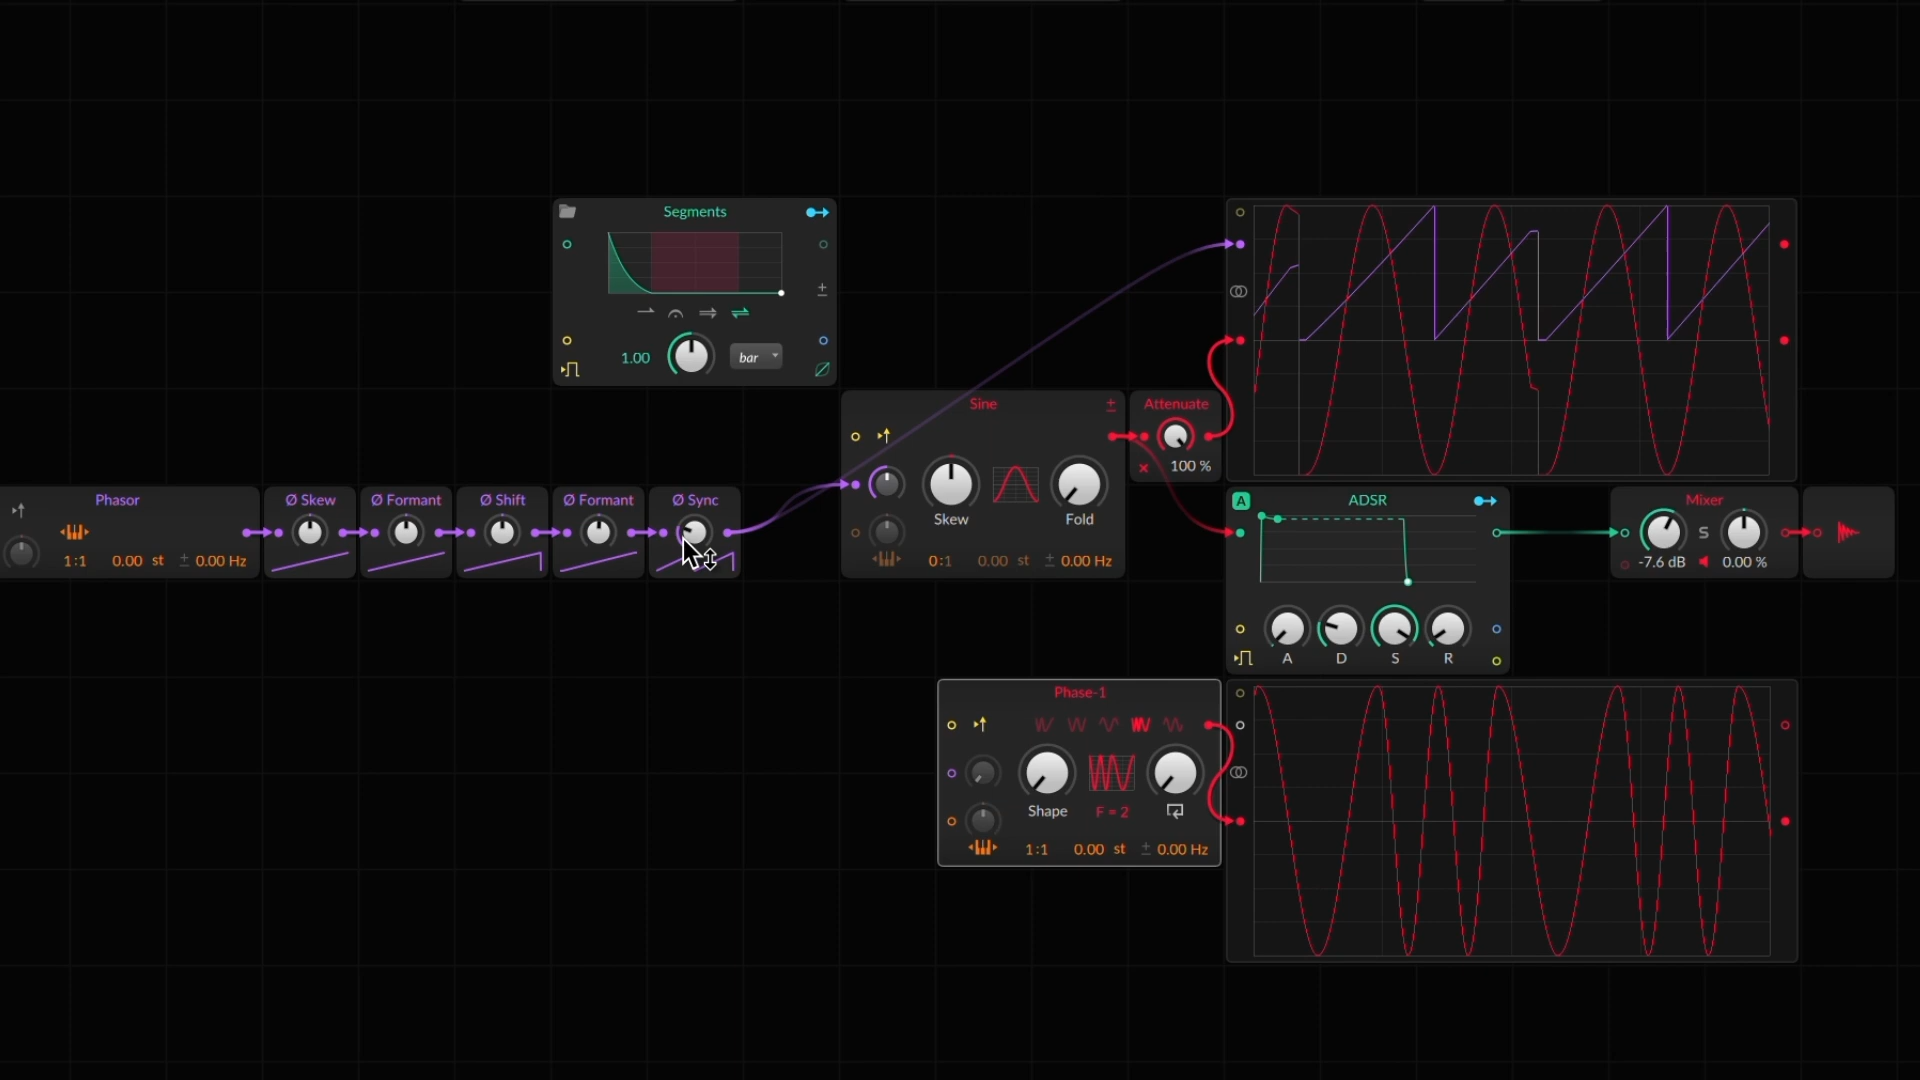 Segments
1.00
bar
Sine
Skew
Fold
0:1 0.00 st ± 0.00 Hz
Attenuate
100 %
Phasor
1:1 0.00 st ± 0.00 Hz
Ø Skew
Ø Formant
Ø Shift
Ø Formant
Ø Sync
A
ADSR
A D S R
Mixer
S
-7.6 dB 0.00 %
Phase-1
Shape
F = 2
1:1 0.00 st ± 0.00 Hz